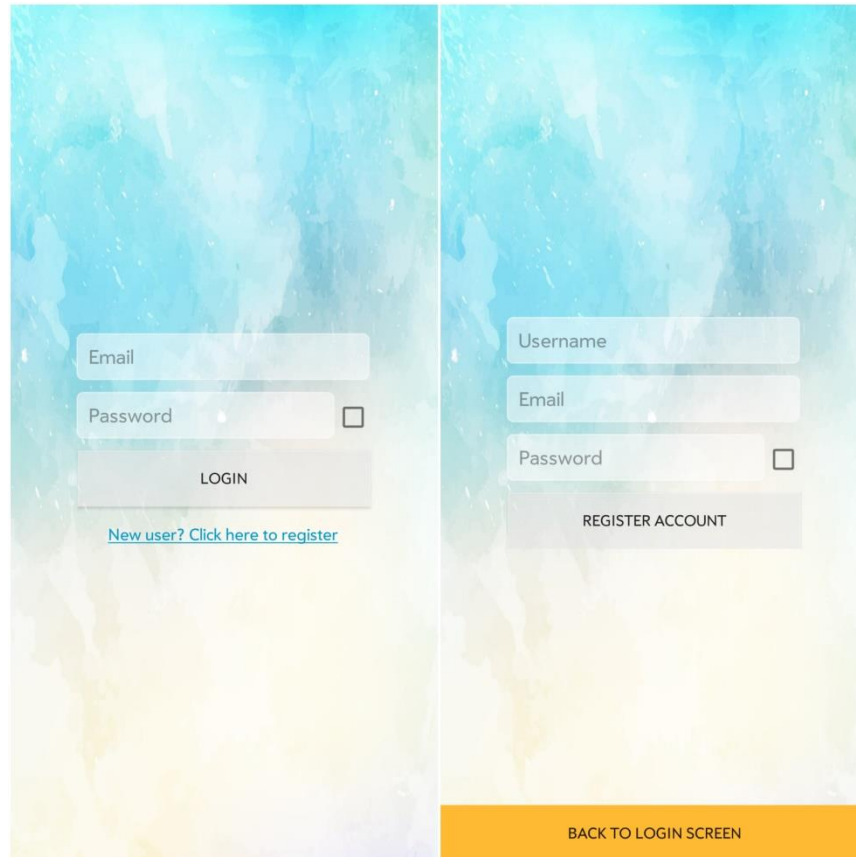 Email
Password
LOGIN
New user? Click here to register
Username
Email
Password
REGISTER ACCOUNT
BACK TO LOGIN SCREEN